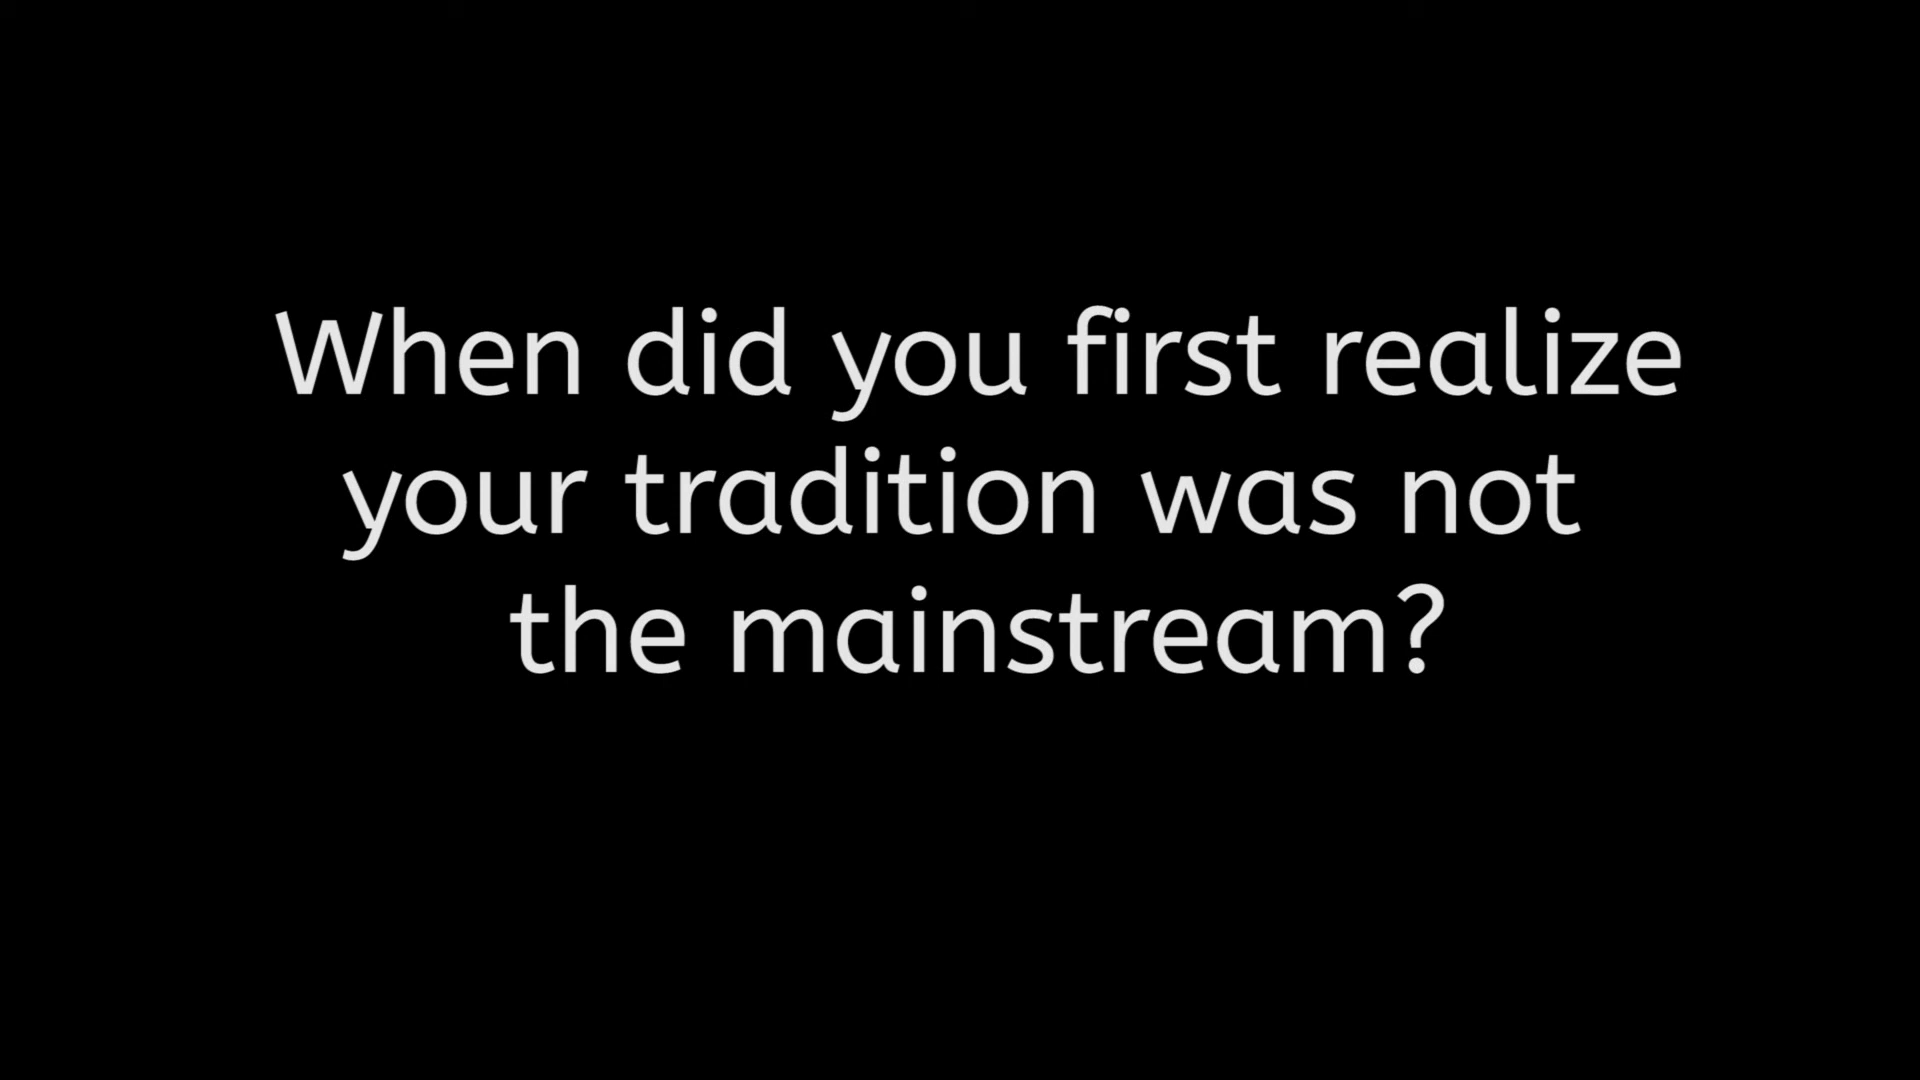 When did you first realize
your tradition was not
the mainstream?